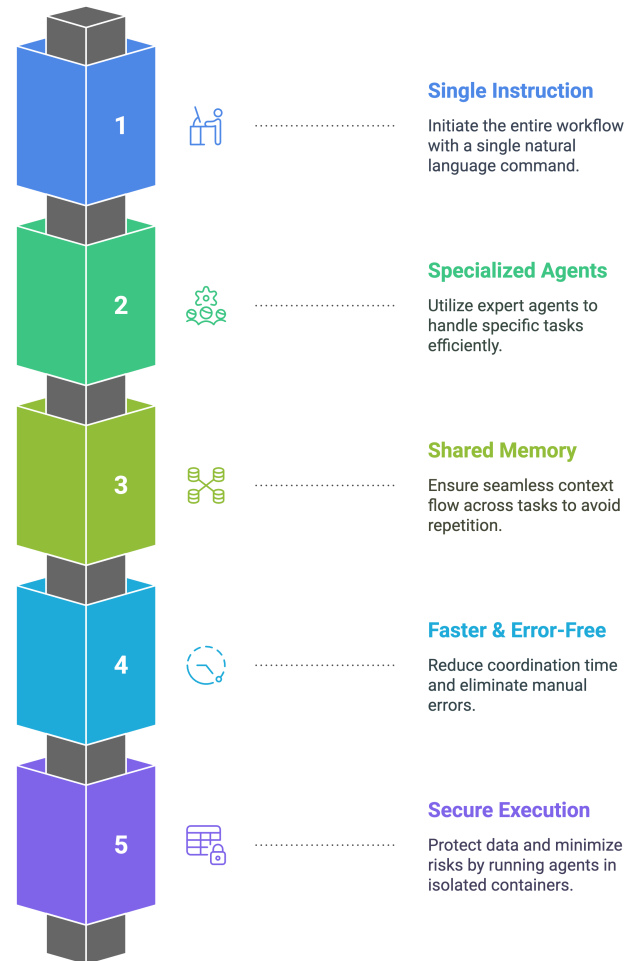 1
Single Instruction
Initiate the entire workflow
with a single natural
language command.
2
Specialized Agents
Utilize expert agents to
handle specific tasks
efficiently.
3
Shared Memory
Ensure seamless context
flow across tasks to avoid
repetition.
4
Faster & Error-Free
Reduce coordination time
and eliminate manual
errors.
5
Secure Execution
Protect data and minimize
risks by running agents in
isolated containers.